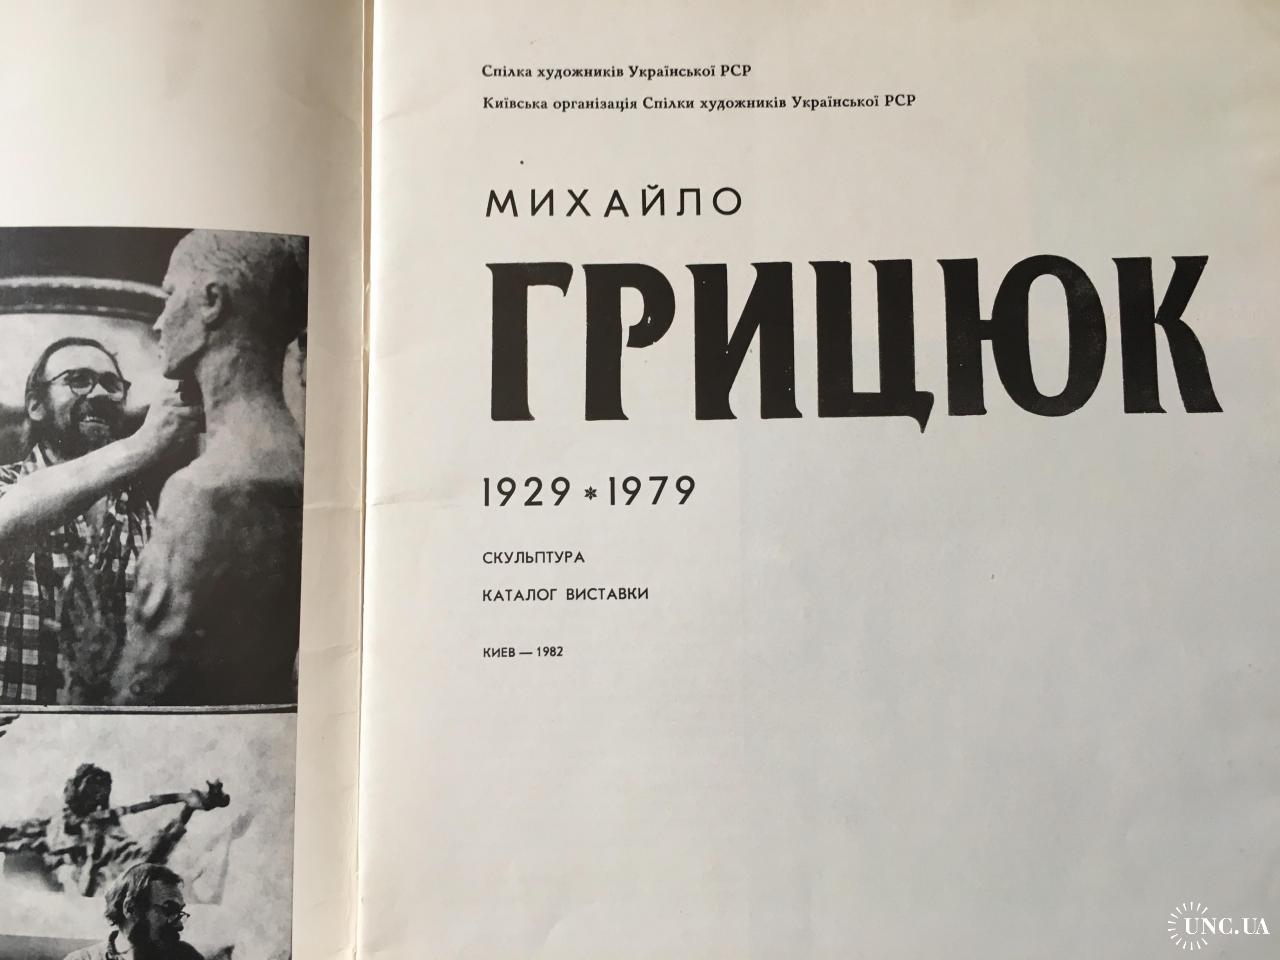 Спілка художників Української РСР
Київська організація Спілки художників Української РСР
МИХАЙЛО
ГРИЦЮК
1929 * 1979
СКУЛЬПТУРА
КАТАЛОГ ВИСТАВКИ
КИЕВ — 1982
UNC.UA